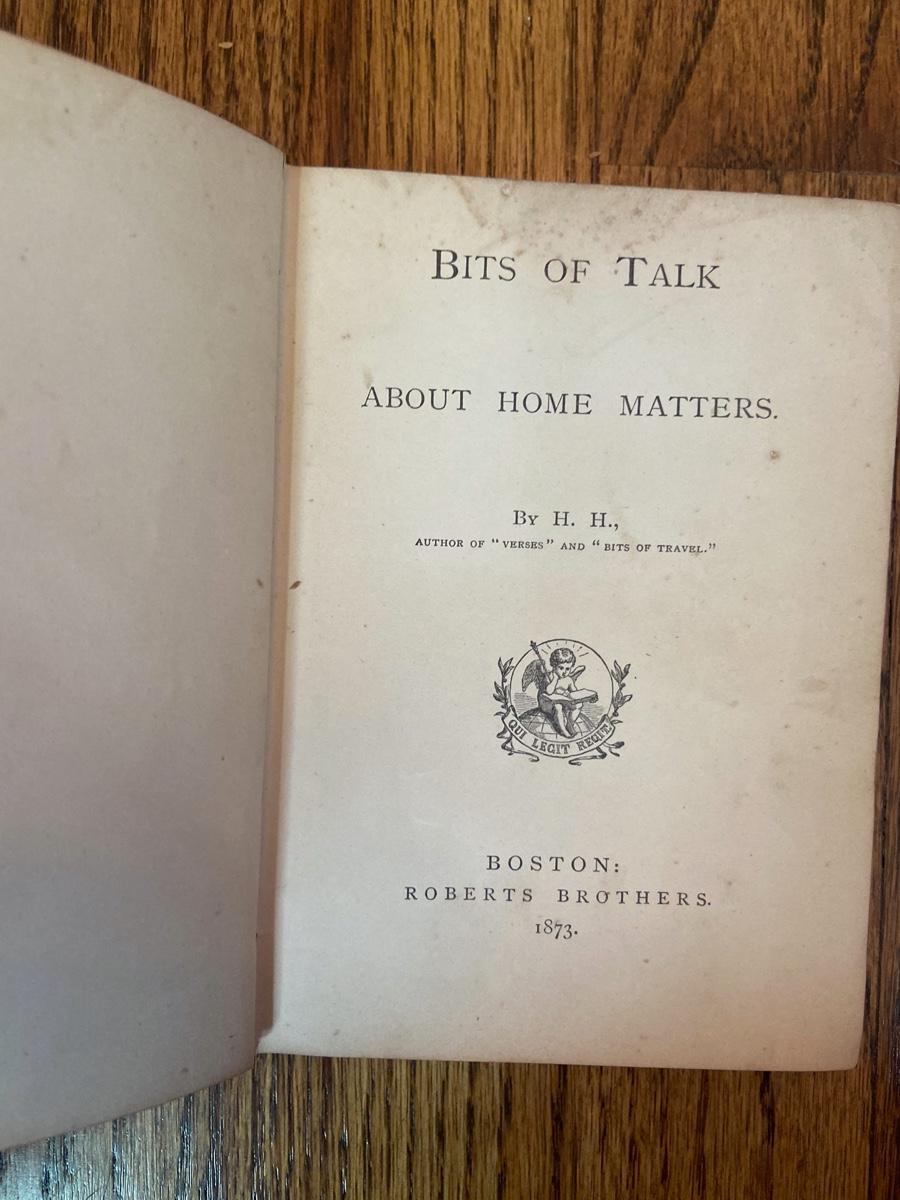 BITS OF TALK
ABOUT HOME MATTERS.
BY H. H.,
AUTHOR OF "VERSES" AND "BITS OF TRAVEL."
QUI LEGIT REGIT
BOSTON:
ROBERTS BROTHERS.
1873.